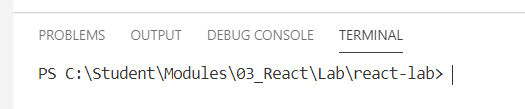 PROBLEMS OUTPUT DEBUG CONSOLE TERMINAL
PS C:\Student\Modules\03_React\Lab\react-lab>